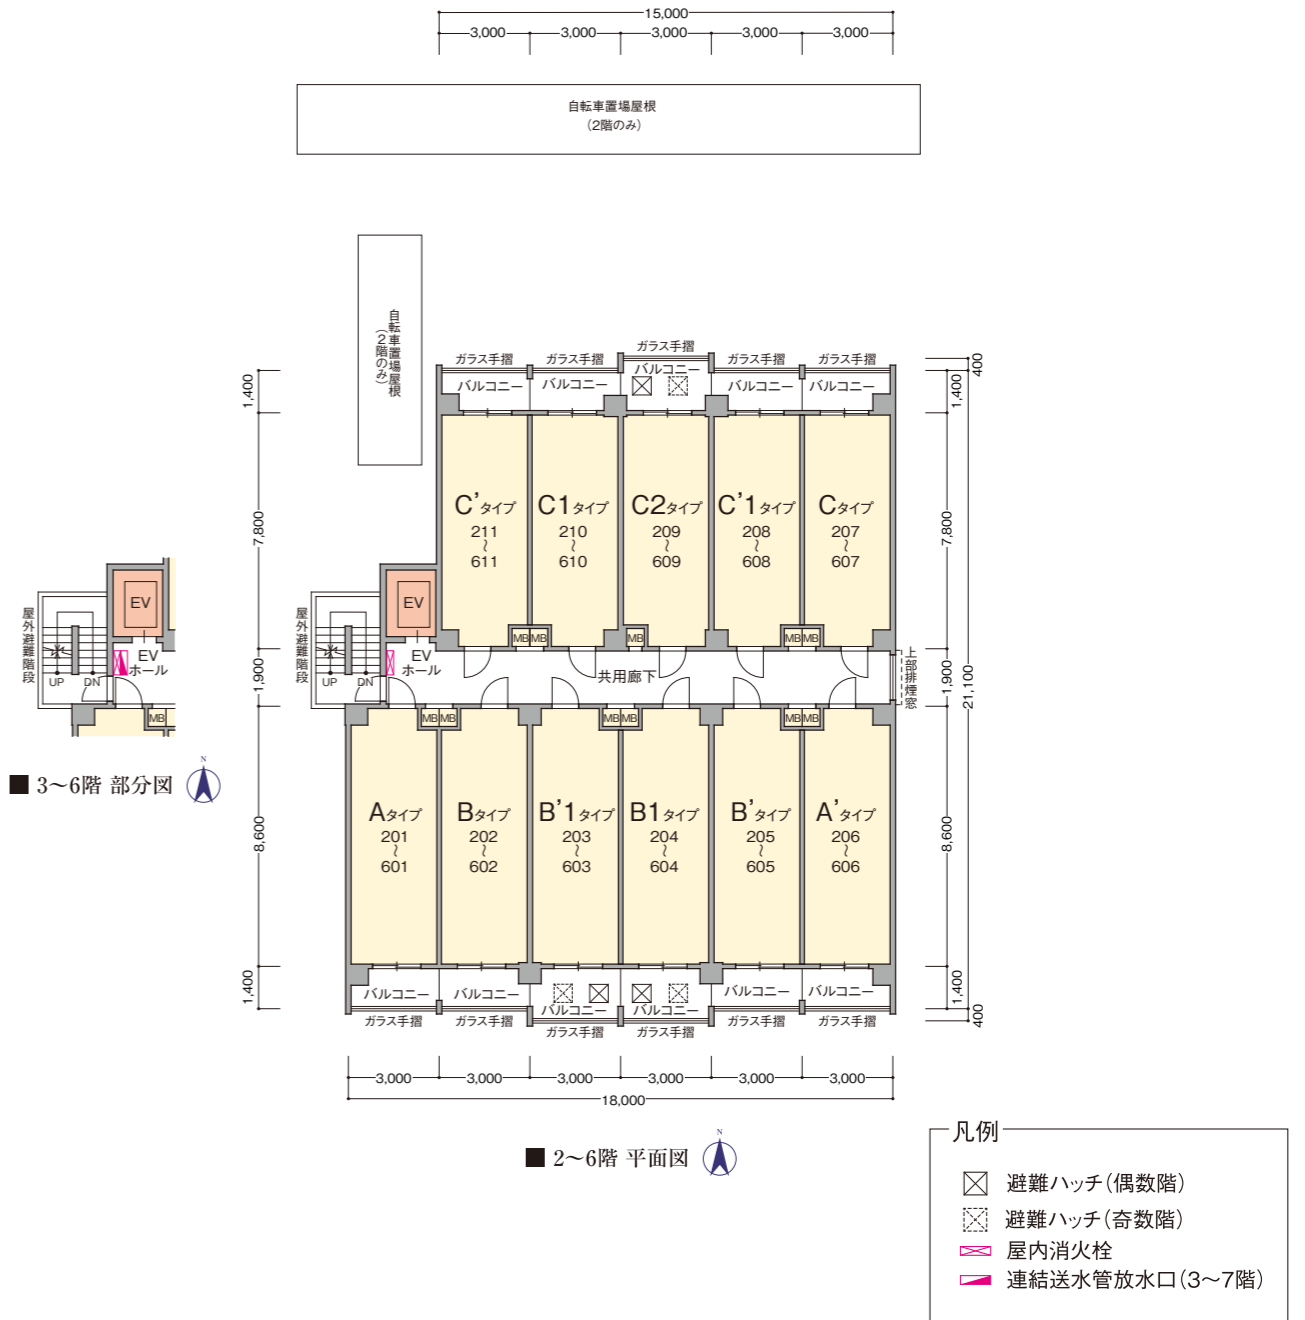 15,000
3,000 3,000 3,000 3,000 3,000
自転車置場屋根
(2階のみ)
自転車置場屋根
(2階のみ)
ガラス手摺 ガラス手摺 ガラス手摺 ガラス手摺 ガラス手摺
バルコニー バルコニー バルコニー バルコニー バルコニー
400
1,400
1,400
7,800
7,800
C'タイプ
211
〜
611
C1タイプ
210
〜
610
C2タイプ
209
〜
609
C'1タイプ
208
〜
608
Cタイプ
207
〜
607
MB MB MB MB MB
屋外避難階段
EV
EV
ホール
UP DN
MB
■ 3〜6階 部分図
N
屋外避難階段
EV
EV
ホール
UP DN
共用廊下
上部排煙窓
1,900
1,900
21,100
MB MB MB MB MB MB
Aタイプ
201
〜
601
Bタイプ
202
〜
602
B'1タイプ
203
〜
603
B1タイプ
204
〜
604
B'タイプ
205
〜
605
A'タイプ
206
〜
606
8,600
8,600
バルコニー バルコニー バルコニー バルコニー バルコニー バルコニー
ガラス手摺 ガラス手摺 ガラス手摺 ガラス手摺 ガラス手摺 ガラス手摺
1,400
1,400
400
3,000 3,000 3,000 3,000 3,000 3,000
18,000
■ 2〜6階 平面図
N
凡例
避難ハッチ(偶数階)
避難ハッチ(奇数階)
屋内消火栓
連結送水管放水口(3〜7階)